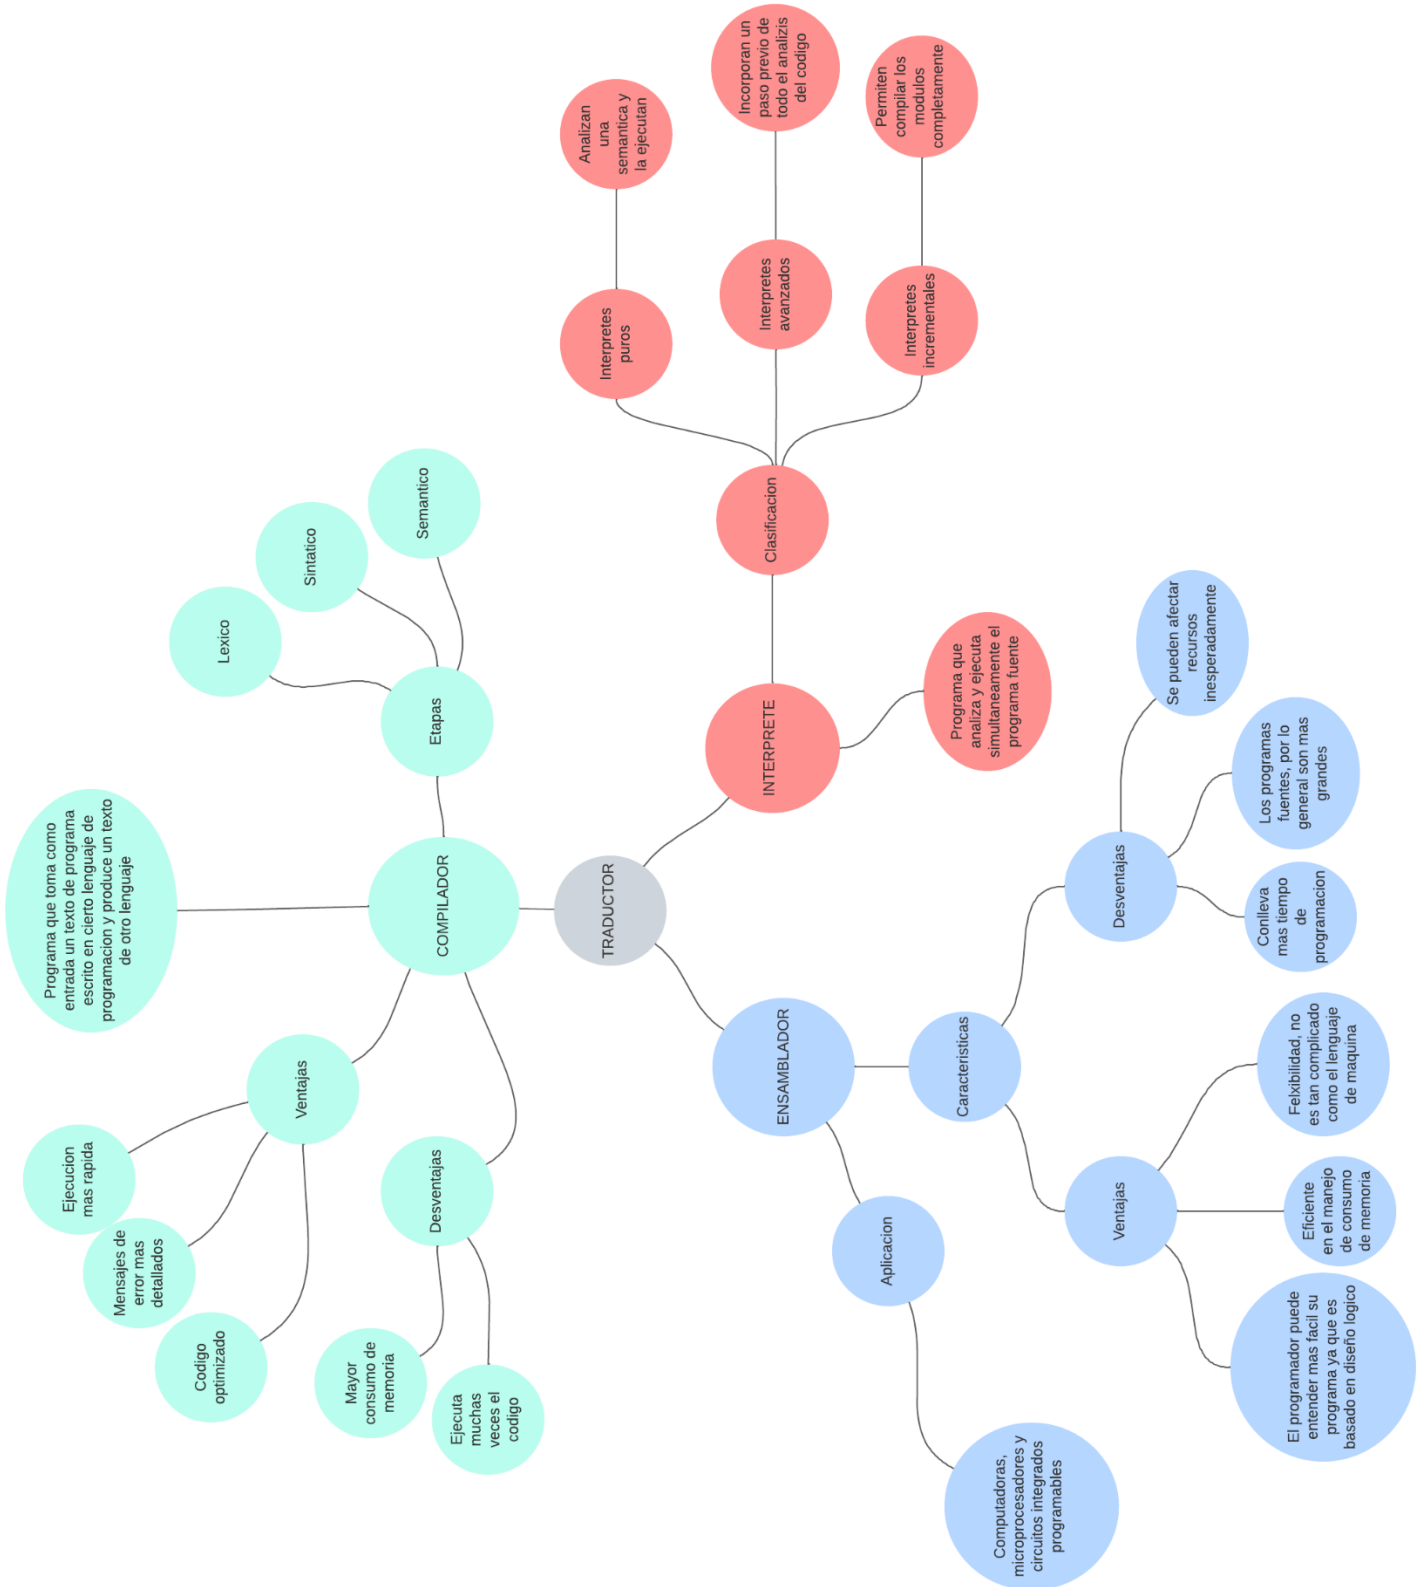 TRADUCTOR
COMPILADOR
Programa que toma como
entrada un texto de programa
escrito en cierto lenguaje de
programacion y produce un texto
de otro lenguaje
Etapas
Lexico
Sintatico
Semantico
Ventajas
Ejecucion
mas rapida
Mensajes de
error mas
detallados
Codigo
optimizado
Desventajas
Mayor
consumo de
memoria
Ejecuta
muchas
veces el
codigo
INTERPRETE
Programa que
analiza y ejecuta
simultaneamente el
programa fuente
Clasificacion
Interpretes
puros
Analizan
una
semantica y
la ejecutan
Interpretes
avanzados
Incorporan un
paso previo de
todo el analizis
del codigo
Interpretes
incrementales
Permiten
compilar los
modulos
completamente
ENSAMBLADOR
Aplicacion
Computadoras,
microprocesadores y
circuitos integrados
programables
Caracteristicas
Ventajas
El programador puede
entender mas facil su
programa ya que es
basado en diseño logico
Eficiente
en el manejo
de consumo
de memoria
Felxibilidad, no
es tan complicado
como el lenguaje
de maquina
Desventajas
Conlleva
mas tiempo
de
programacion
Los programas
fuentes, por lo
general son mas
grandes
Se pueden afectar
recursos
inesperadamente